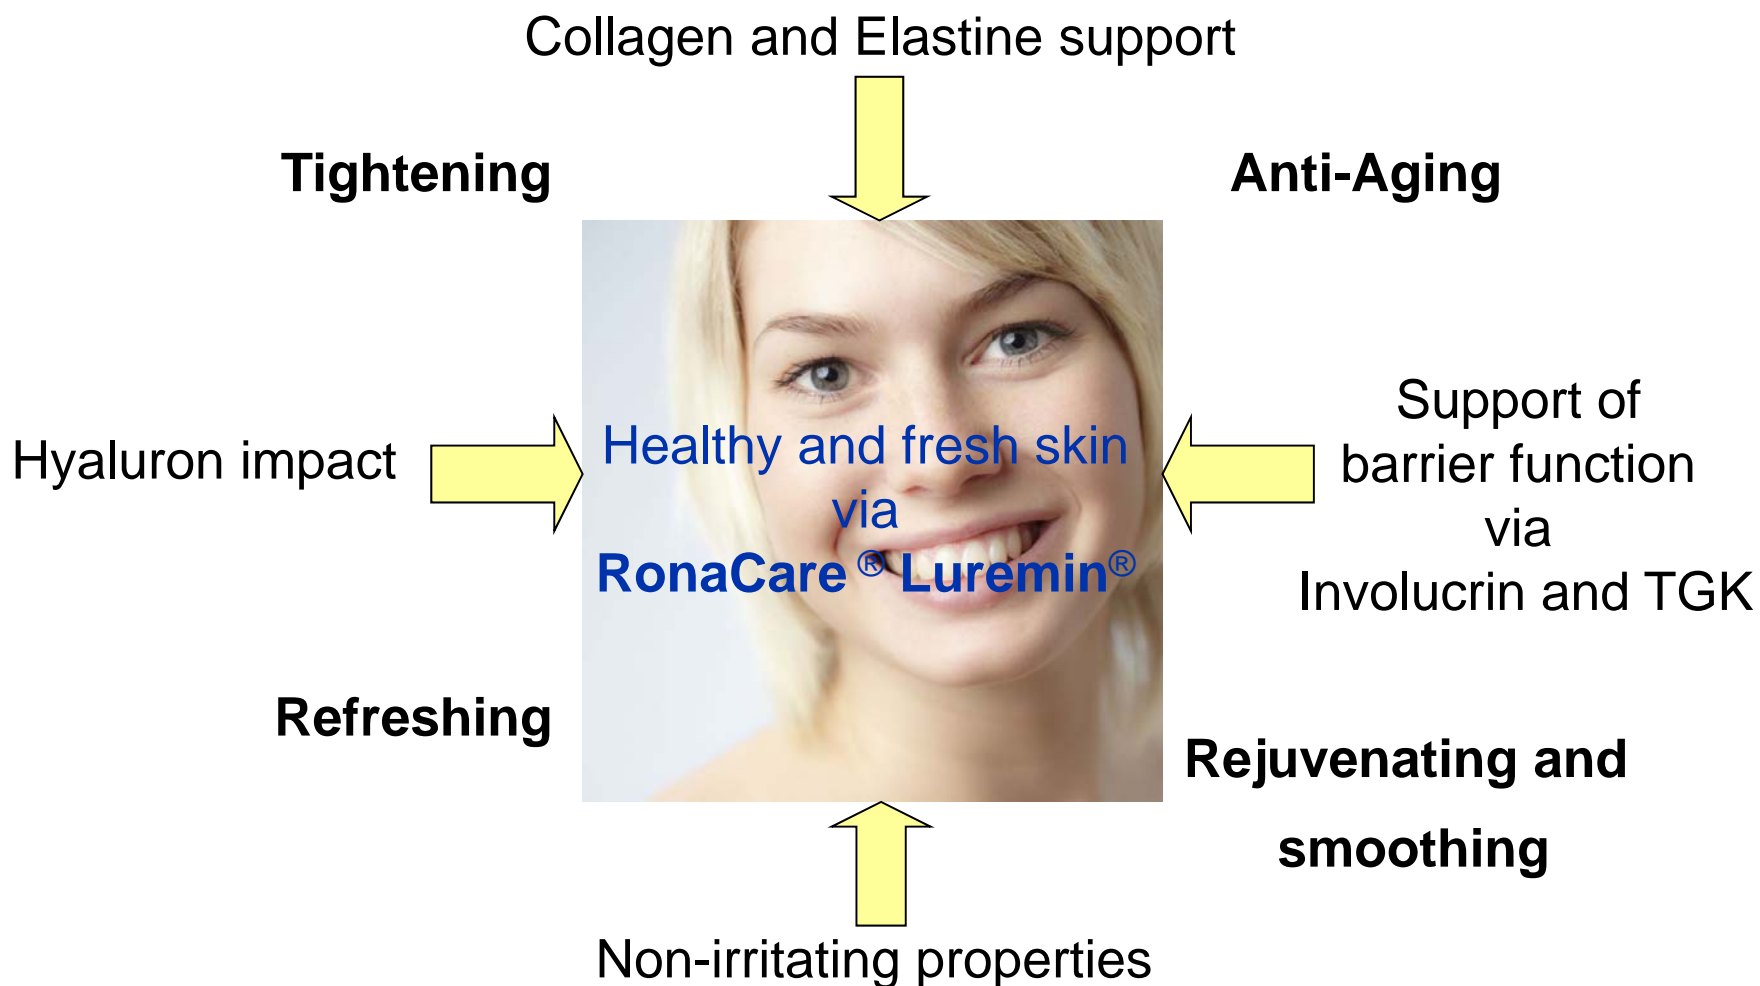 Collagen and Elastine support
Tightening
Anti-Aging
Hyaluron impact
Healthy and fresh skin
via
RonaCare ® Luremin®
Support of
barrier function
via
Involucrin and TGK
Refreshing
Rejuvenating and
smoothing
Non-irritating properties